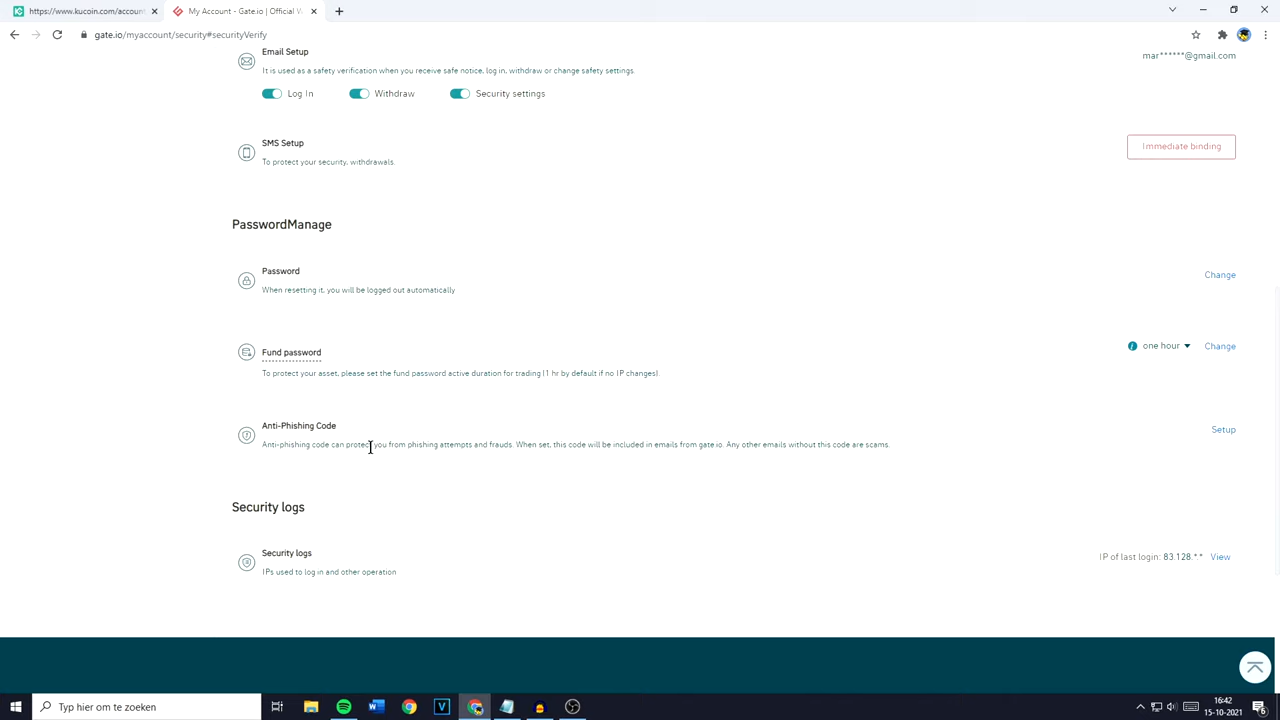 https://www.kucoin.com/account
My Account - Gate.io | Official W
gate.io/myaccount/security#securityVerify
Email Setup
mar******@gmail.com
It is used as a safety verification when you receive safe notice, log in, withdraw or change safety settings
Log In Withdraw Security settings
SMS Setup
Immediate binding
To protect your security, withdrawals.
PasswordManage
Password
Change
When resetting it, you will be logged out automatically
Fund password
one hour Change
To protect your asset, please set the fund password active duration for trading (1 hr by default if no IP changes).
Anti-Phishing Code
Setup
Anti-phishing code can protect you from phishing attempts and frauds. When set, this code will be included in emails from gate.io. Any other emails without this code are scams.
Security logs
Security logs
IP of last login: 83.128.*.* View
IPs used to log in and other operation
Typ hier om te zoeken
16:42
15-10-2021